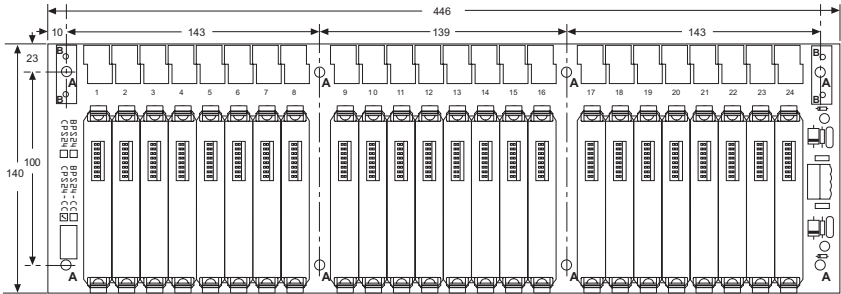 446
10 143 139 143
B B
23
A A A A
B B
1 2 3 4 5 6 7 8 9 10 11 12 13 14 15 16 17 18 19 20 21 22 23 24
CPS24 CPS24-CC
BPS24 BPS24-CC
100
140
A A A A